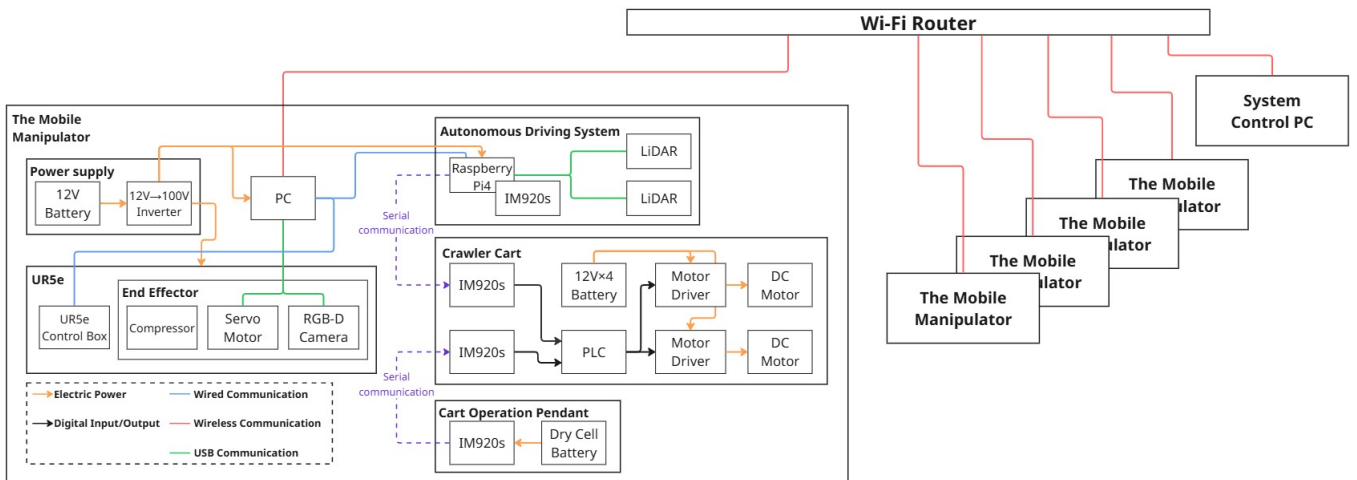 Wi-Fi Router
System
Control PC
The Mobile
ulator
The Mobile
ulator
The Mobile
ulator
The Mobile
Manipulator
The Mobile
Manipulator
Power supply
12V
Battery
12V→100V
Inverter
PC
Autonomous Driving System
Raspberry
Pi4
IM920s
LiDAR
LiDAR
Serial
communication
UR5e
UR5e
Control Box
End Effector
Compressor
Servo
Motor
RGB-D
Camera
Crawler Cart
IM920s
12V×4
Battery
Motor
Driver
DC
Motor
IM920s
PLC
Motor
Driver
DC
Motor
Serial
communication
Cart Operation Pendant
IM920s
Dry Cell
Battery
Electric Power
Wired Communication
Digital Input/Output
Wireless Communication
USB Communication